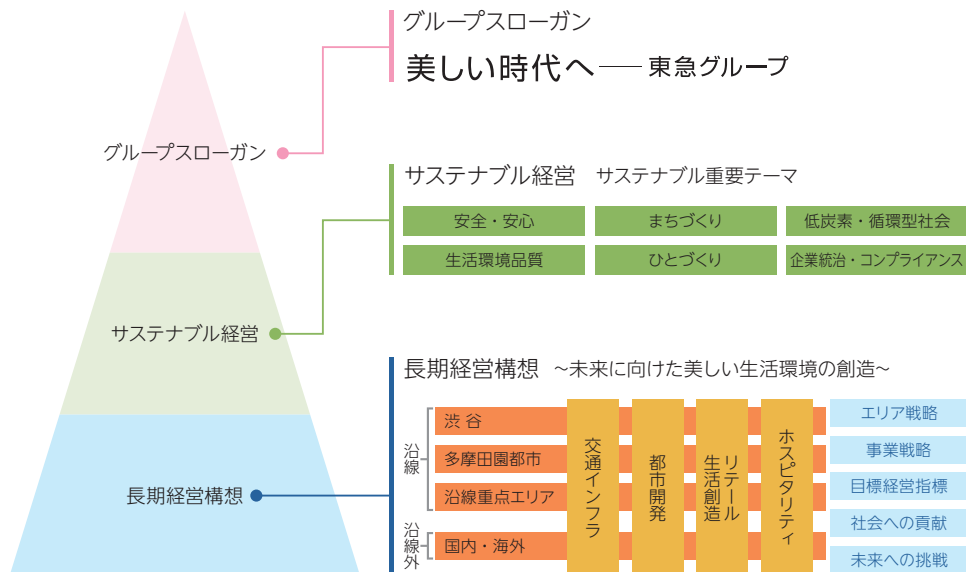 グループスローガン
美しい時代へ──東急グループ
グループスローガン
サステナブル経営 サステナブル重要テーマ
安全・安心
まちづくり
低炭素・循環型社会
生活環境品質
ひとづくり
企業統治・コンプライアンス
サステナブル経営
長期経営構想 ~未来に向けた美しい生活環境の創造~
沿線
渋谷
多摩田園都市
沿線重点エリア
沿線外
国内・海外
交通インフラ
都市開発
リテール
生活創造
ホスピタリティ
エリア戦略
事業戦略
目標経営指標
社会への貢献
未来への挑戦
長期経営構想